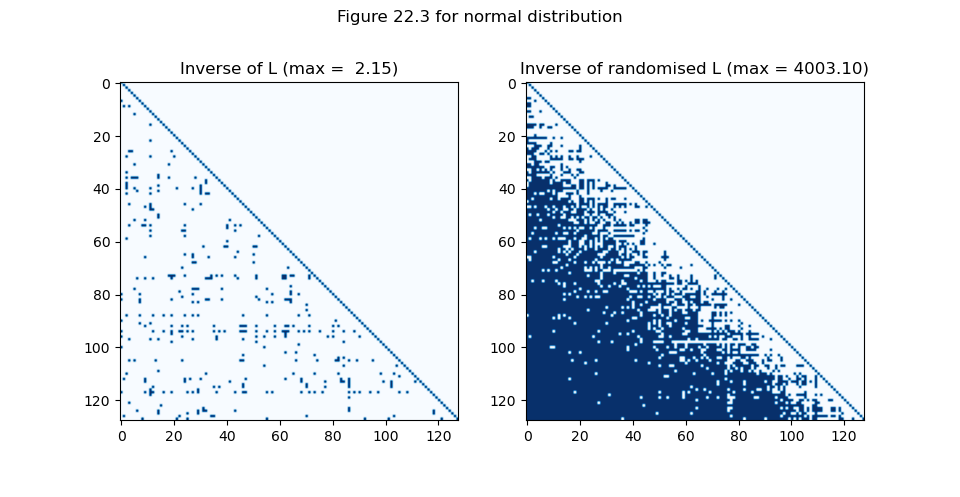 Figure 22.3 for normal distribution
Inverse of L (max =  2.15)
0
20
40
60
80
100
120
0 20 40 60 80 100 120
Inverse of randomised L (max = 4003.10)
0
20
40
60
80
100
120
0 20 40 60 80 100 120